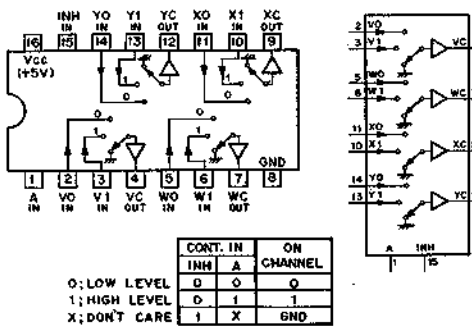 INH IN YO IN Y1 IN YC OUT XO IN X1 IN XC OUT
16 15 14 13 12 11 10 9
VCC (+5V)
0 1 0 1
0 1 0 1
GND
1 2 3 4 5 6 7 8
A IN VO IN V1 IN VC OUT WO IN W1 IN WC OUT
2 VO
3 V1
VC
5 WO
6 W1
WC
11 XO
10 X1
XC
14 YO
13 Y1
YC
A INH
1 15
CONT. IN ON CHANNEL
INH A
O; LOW LEVEL 0 0 0
1; HIGH LEVEL 0 1 1
X; DON'T CARE 1 X GND